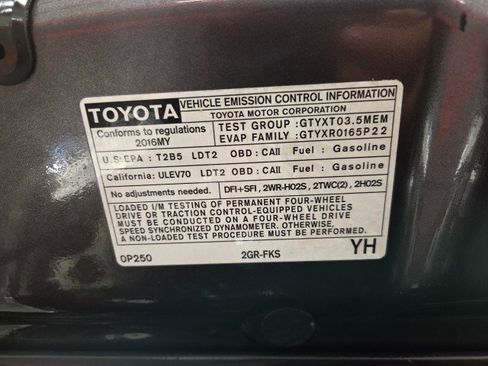 TOYOTA
VEHICLE EMISSION CONTROL INFORMATION
TOYOTA MOTOR CORPORATION
Conforms to regulations
2016MY
TEST GROUP : GTYXT03.5MEM
EVAP FAMILY : GTYXR0165P22
U.S.EPA : T2B5 LDT2 OBD : CAII Fuel : Gasoline
California: ULEV70 LDT2 OBD : CAII Fuel : Gasoline
No adjustments needed. DFI+SFI, 2WR-HO2S, 2TWC(2), 2HO2S
LOADED I/M TESTING OF PERMANENT FOUR-WHEEL
DRIVE OR TRACTION CONTROL-EQUIPPED VEHICLES
MUST BE CONDUCTED ON A FOUR-WHEEL DRIVE
SPEED SYNCHRONIZED DYNAMOMETER. OTHERWISE,
A NON-LOADED TEST PROCEDURE MUST BE PERFORMED.
0P250 2GR-FKS YH